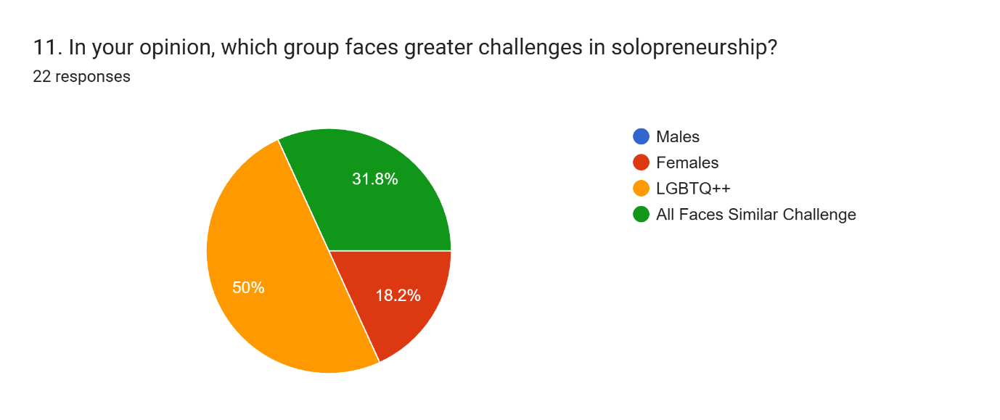 11. In your opinion, which group faces greater challenges in solopreneurship?
22 responses
Males
Females
LGBTQ++
All Faces Similar Challenge
31.8%
50%
18.2%